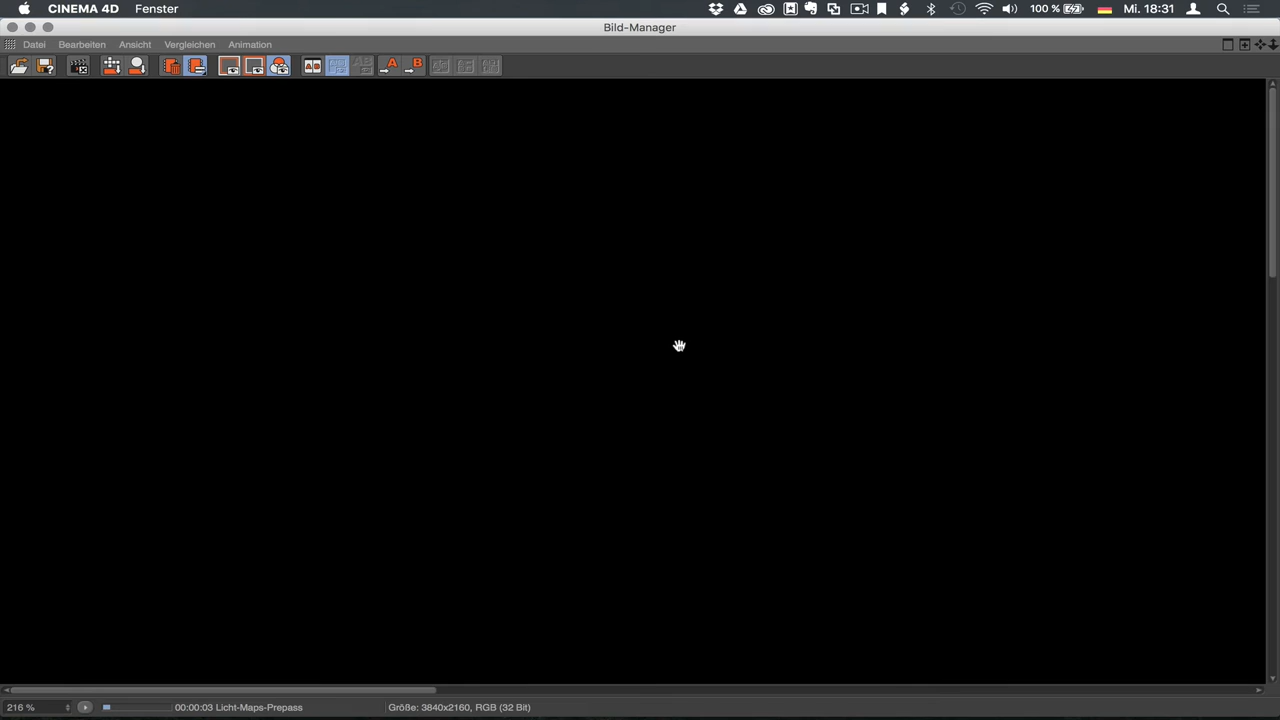 CINEMA 4D Fenster 100 % Mi. 18:31
Bild-Manager
Datei Bearbeiten Ansicht Vergleichen Animation
A B A B
216 % 00:00:03 Licht-Maps-Prepass Größe: 3840x2160, RGB (32 Bit)